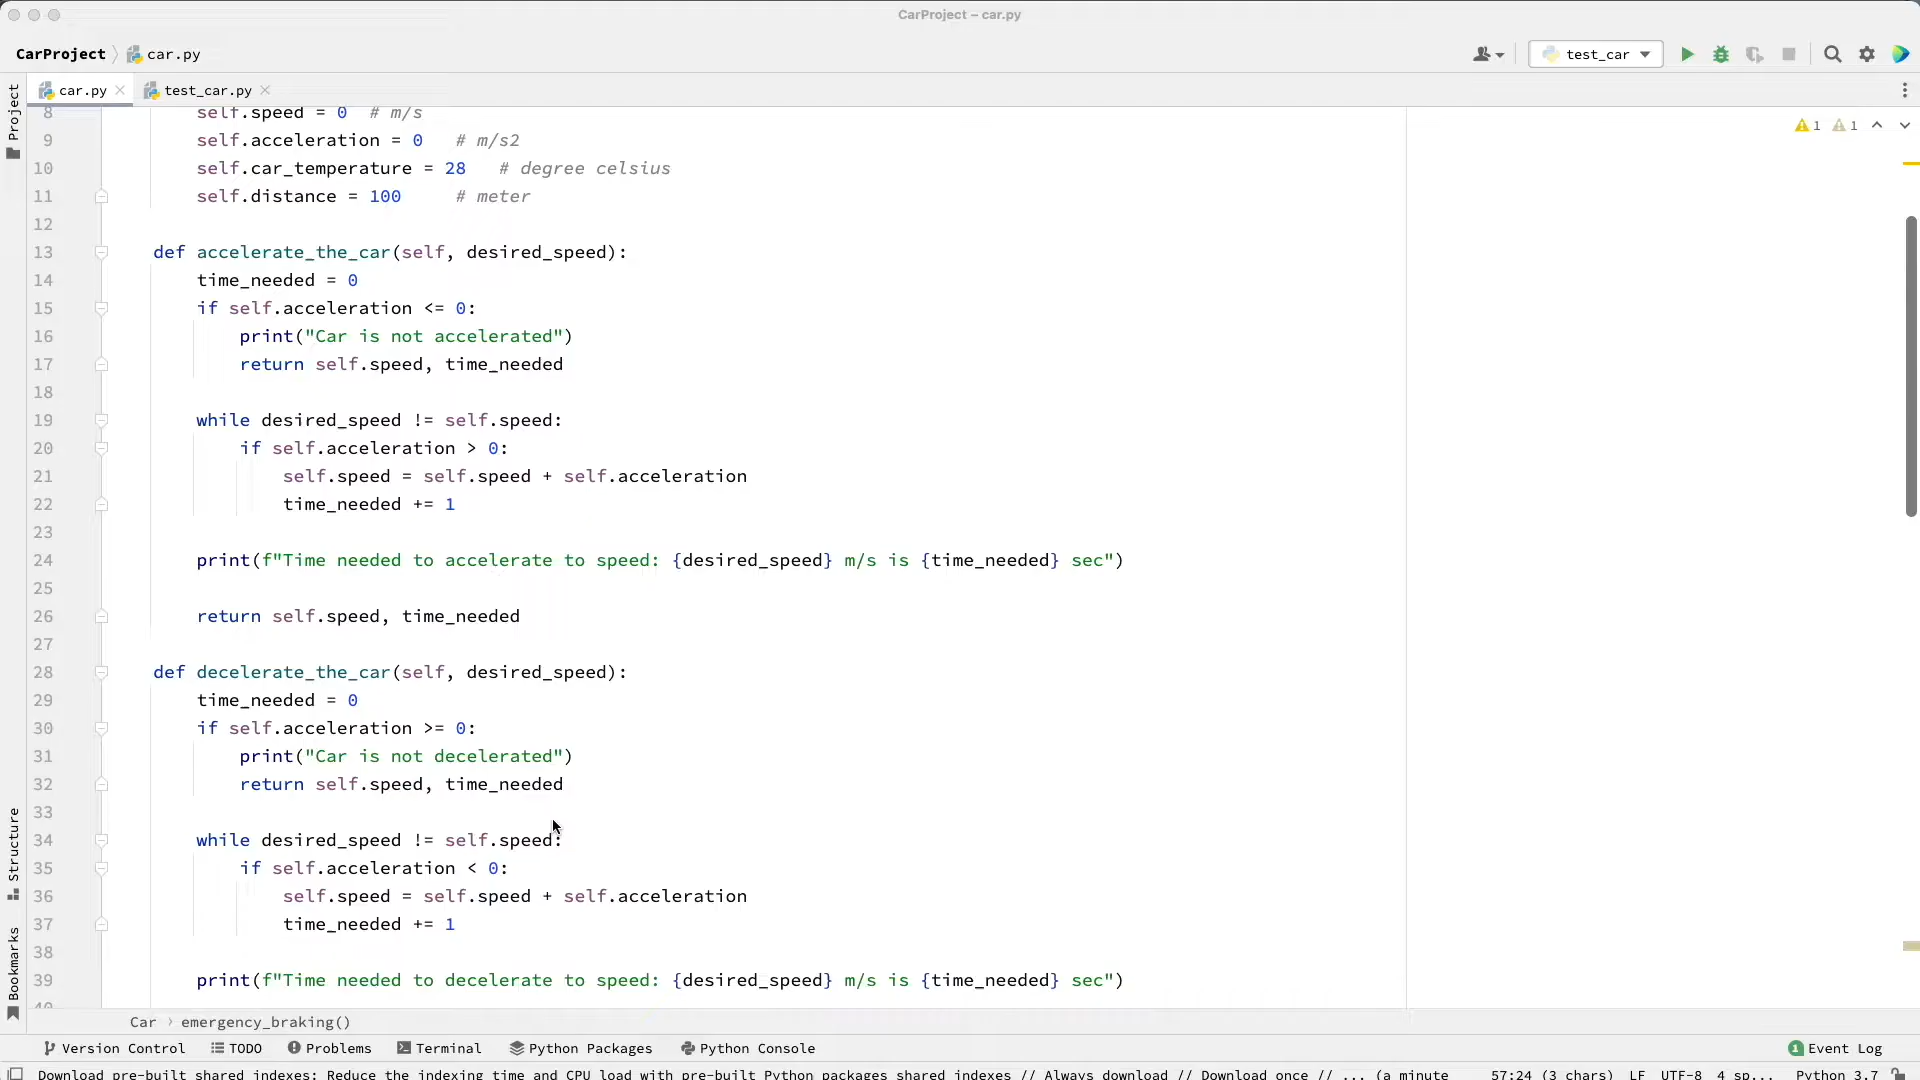 CarProject – car.py
CarProject car.py
test_car
car.py test_car.py
Project
1 1
8 self.speed = 0 # m/s
9 self.acceleration = 0 # m/s2
10 self.car_temperature = 28 # degree celsius
11 self.distance = 100 # meter
12
13 def accelerate_the_car(self, desired_speed):
14 time_needed = 0
15 if self.acceleration <= 0:
16 print("Car is not accelerated")
17 return self.speed, time_needed
18
19 while desired_speed != self.speed:
20 if self.acceleration > 0:
21 self.speed = self.speed + self.acceleration
22 time_needed += 1
23
24 print(f"Time needed to accelerate to speed: {desired_speed} m/s is {time_needed} sec")
25
26 return self.speed, time_needed
27
28 def decelerate_the_car(self, desired_speed):
29 time_needed = 0
30 if self.acceleration >= 0:
31 print("Car is not decelerated")
32 return self.speed, time_needed
33
34 while desired_speed != self.speed:
35 if self.acceleration < 0:
36 self.speed = self.speed + self.acceleration
37 time_needed += 1
38
39 print(f"Time needed to decelerate to speed: {desired_speed} m/s is {time_needed} sec")
40
Structure
Bookmarks
Car › emergency_braking()
Version Control TODO Problems Terminal Python Packages Python Console 1 Event Log
Download pre-built shared indexes: Reduce the indexing time and CPU load with pre-built Python packages shared indexes // Always download // Download once // ... (a minute 57:24 (3 chars) LF UTF-8 4 sp... Python 3.7